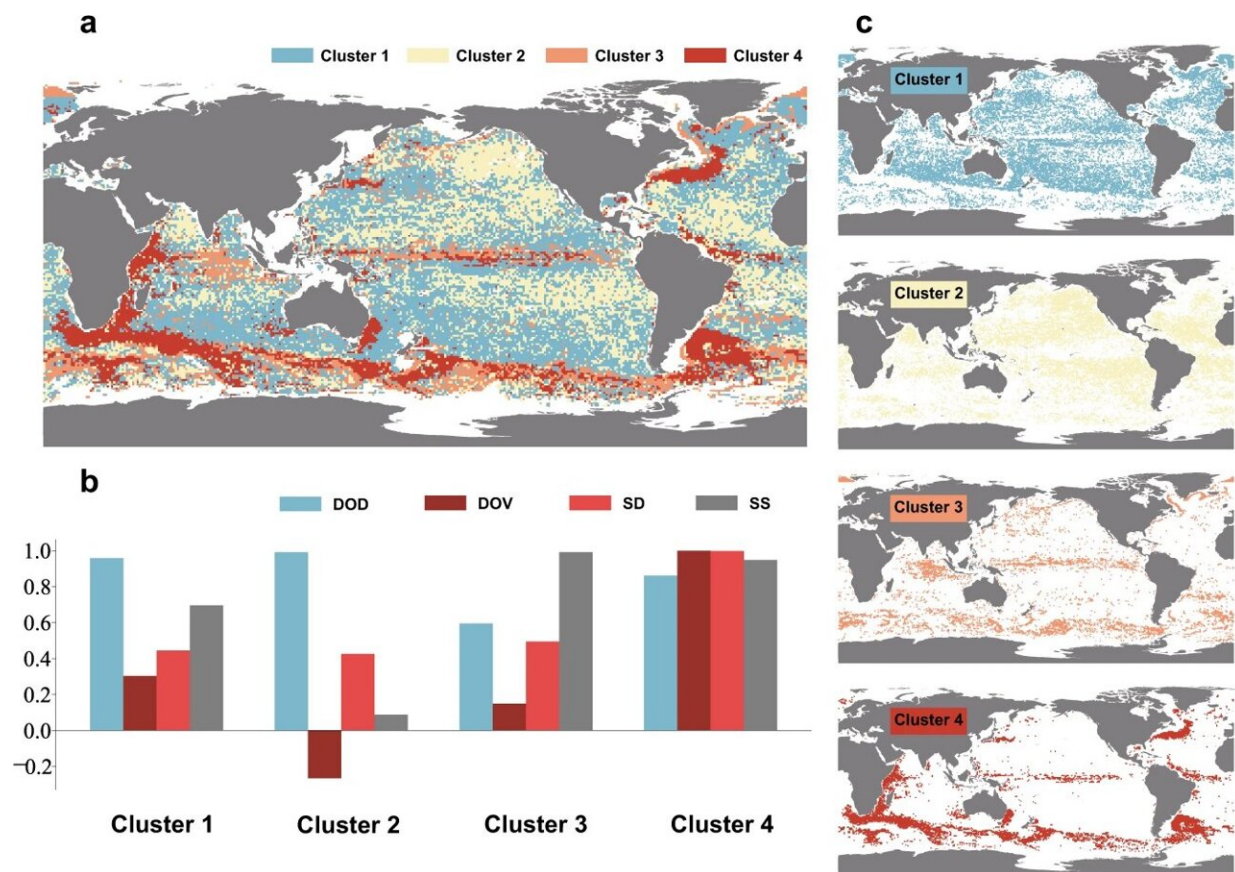 a
Cluster 1 Cluster 2 Cluster 3 Cluster 4
b
DOD DOV SD SS
1.0
0.8
0.6
0.4
0.2
0.0
−0.2
Cluster 1 Cluster 2 Cluster 3 Cluster 4
c
Cluster 1
Cluster 2
Cluster 3
Cluster 4